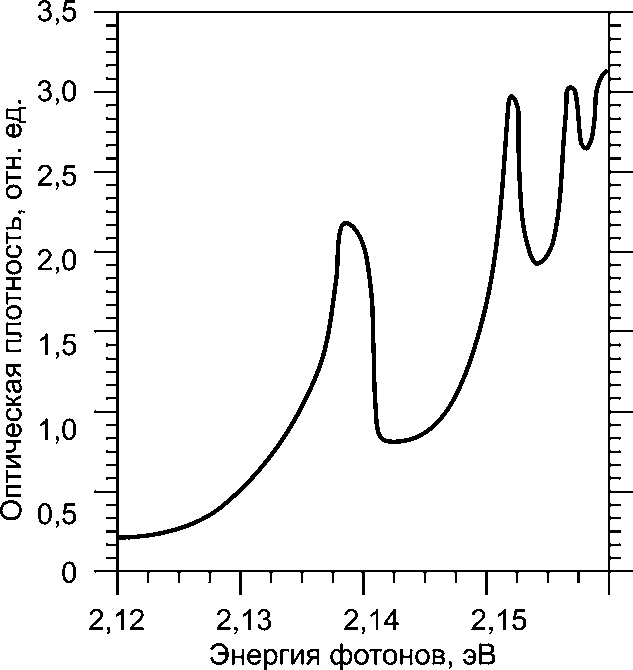 Оптическая плотность, отн. ед.
3,5
3,0
2,5
2,0
1,5
1,0
0,5
0
2,12 2,13 2,14 2,15
Энергия фотонов, эВ